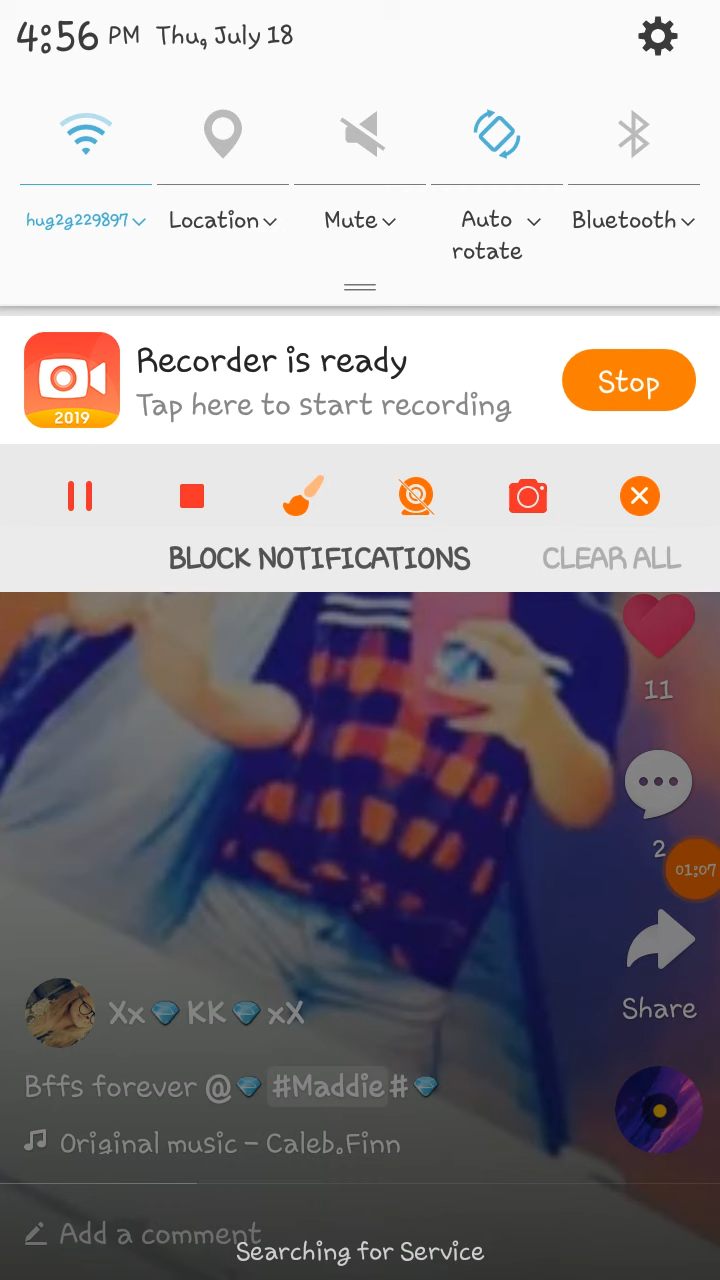 4:56 PM Thu, July 18
hug2g229897
Location
Mute
Auto rotate
Bluetooth
Recorder is ready
Tap here to start recording
Stop
2019
BLOCK NOTIFICATIONS
CLEAR ALL
11
2
01:07
Share
Xx💎KK💎xX
Bffs forever @💎 #Maddie#💎
Original music - Caleb.Finn
Add a comment
Searching for Service